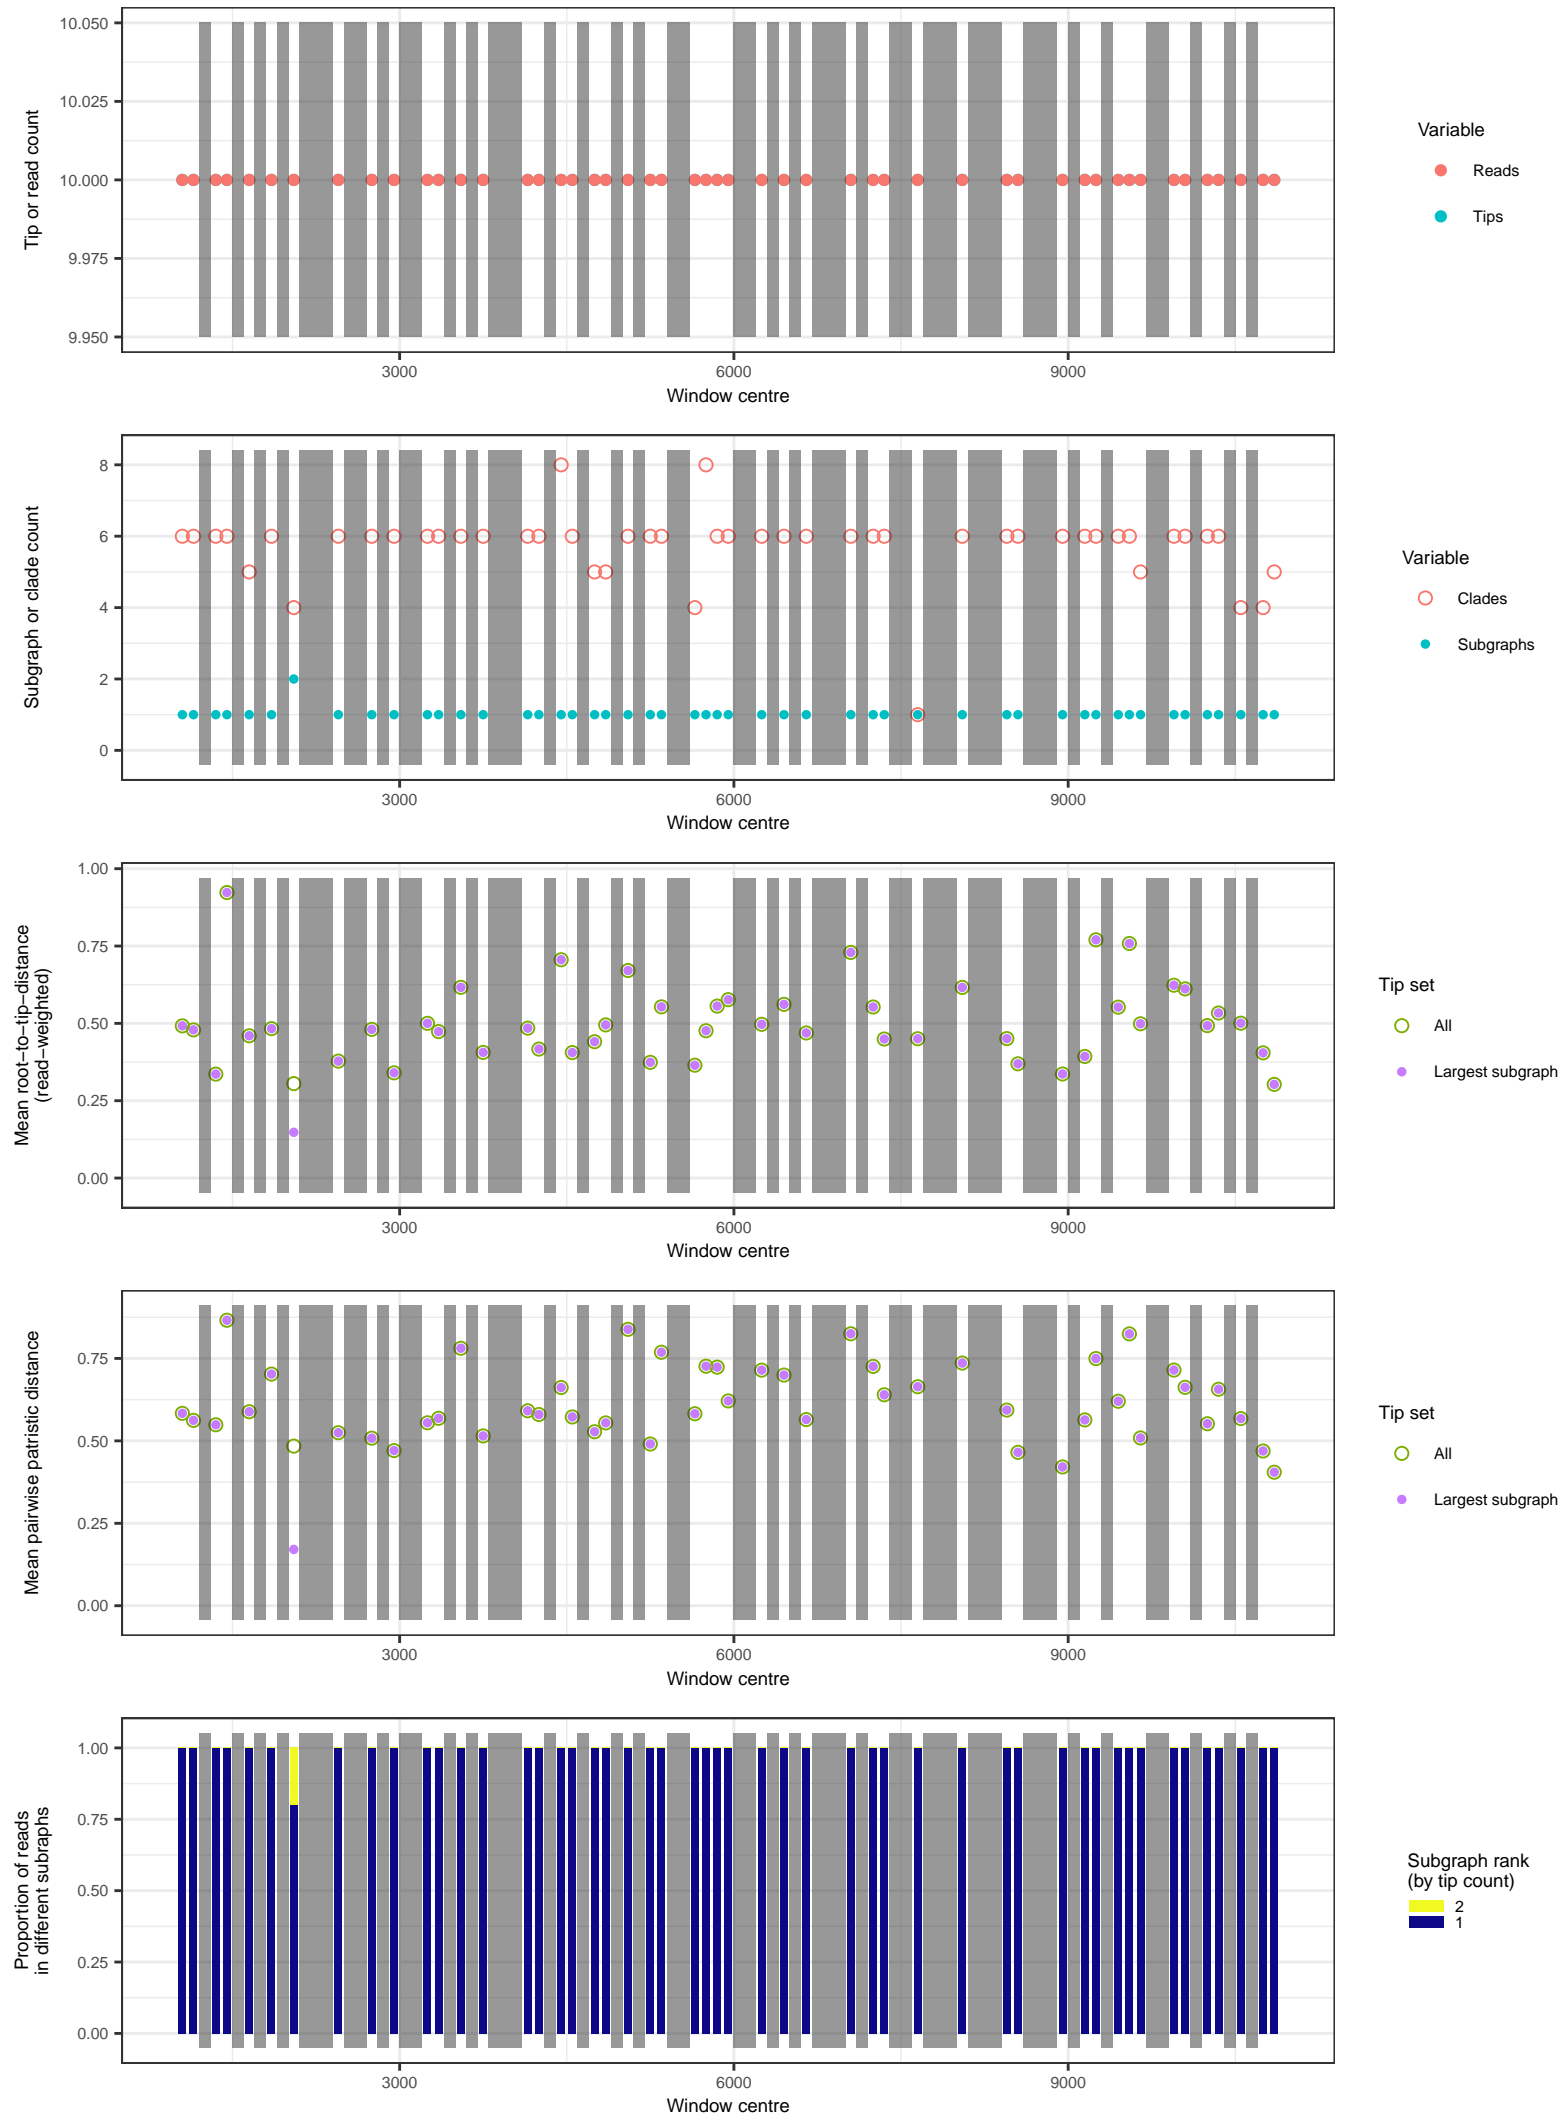 10.050
10.025
10.000
9.975
9.950
Tip or read count
3000
6000
9000
Window centre
Variable
Reads
Tips
8
6
4
2
0
Subgraph or clade count
3000
6000
9000
Window centre
Variable
Clades
Subgraphs
1.00
0.75
0.50
0.25
0.00
Mean root−to−tip−distance
(read−weighted)
3000
6000
9000
Window centre
Tip set
All
Largest subgraph
0.75
0.50
0.25
0.00
Mean pairwise patristic distance
3000
6000
9000
Window centre
Tip set
All
Largest subgraph
1.00
0.75
0.50
0.25
0.00
Proportion of reads
in different subraphs
3000
6000
9000
Window centre
Subgraph rank
(by tip count)
2
1